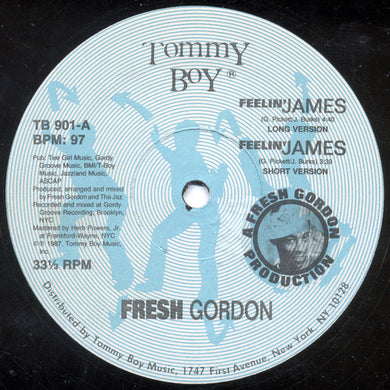 Tommy
Boy®
TB 901-A
BPM: 97
FEELIN' JAMES
(G. Pickett/J. Burks) 4:40
LONG VERSION
FEELIN' JAMES
(G. Pickett/J. Burks) 3:39
SHORT VERSION
Pub: Tee Girl Music, Gordy
Groove Music, BMI/T-Boy
Music, Jazzland Music,
ASCAP
Produced, arranged and mixed
by Fresh Gordon and The Jaz
Recorded and mixed at Gordy
Groove Recording, Brooklyn,
NYC
Mastered by Herb Powers, Jr.
at Frankford-Wayne, NYC
℗ © 1987, Tommy Boy Music,
Inc.
33⅓ RPM
A FRESH GORDON
PRODUCTION
FRESH GORDON
Distributed by Tommy Boy Music, 1747 First Avenue, New York, NY 10128